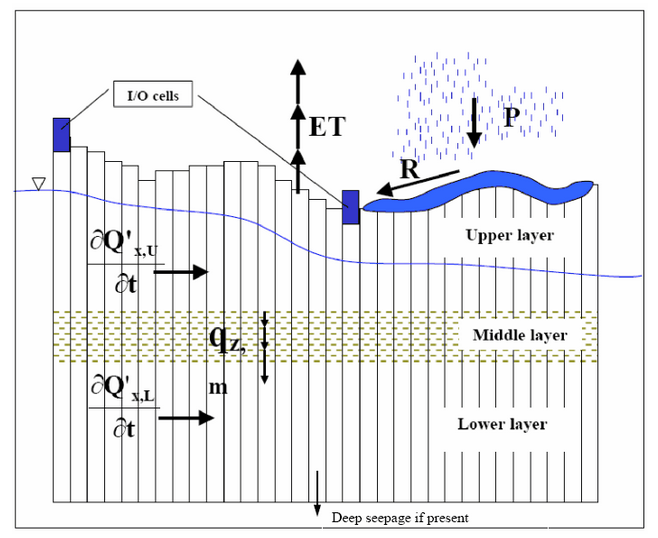 I/O cells
ET
P
R
Upper layer
∂Q'x,U
∂t
qz,
m
Middle layer
∂Q'x,L
∂t
Lower layer
Deep seepage if present